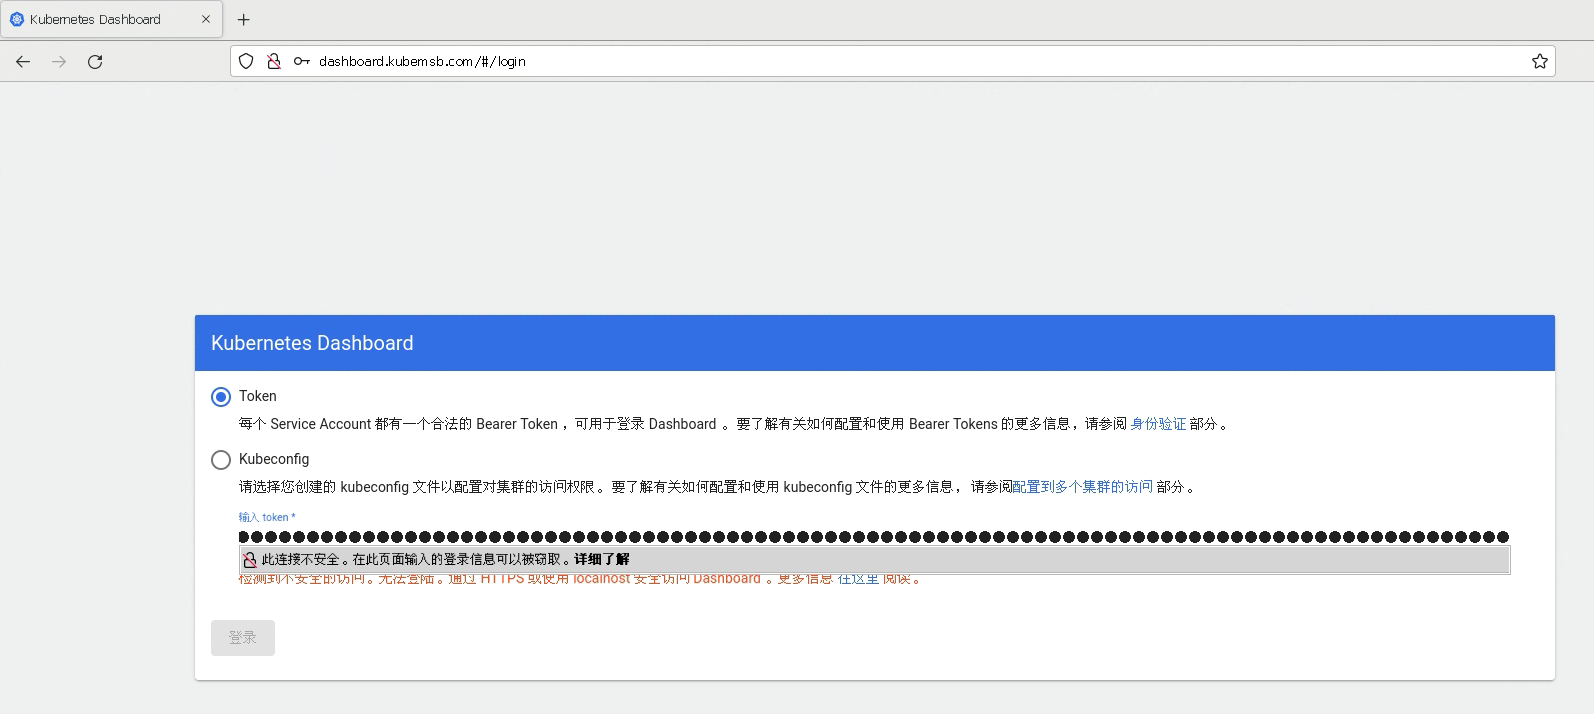 Kubernetes Dashboard
dashboard.kubemsb.com/#/login
Kubernetes Dashboard
Token
每个 Service Account 都有一个合法的 Bearer Token ，可用于登录 Dashboard 。要了解有关如何配置和使用 Bearer Tokens 的更多信息，请参阅 身份验证 部分。
Kubeconfig
请选择您创建的 kubeconfig 文件以配置对集群的访问权限。要了解有关如何配置和使用 kubeconfig 文件的更多信息，请参阅配置到多个集群的访问 部分。
输入 token *
此连接不安全。在此页面输入的登录信息可以被窃取。详细了解
检测到不安全的访问。无法登陆。通过 HTTPS 或使用 localhost 安全访问 Dashboard 。更多信息 在这里 阅读。
登录